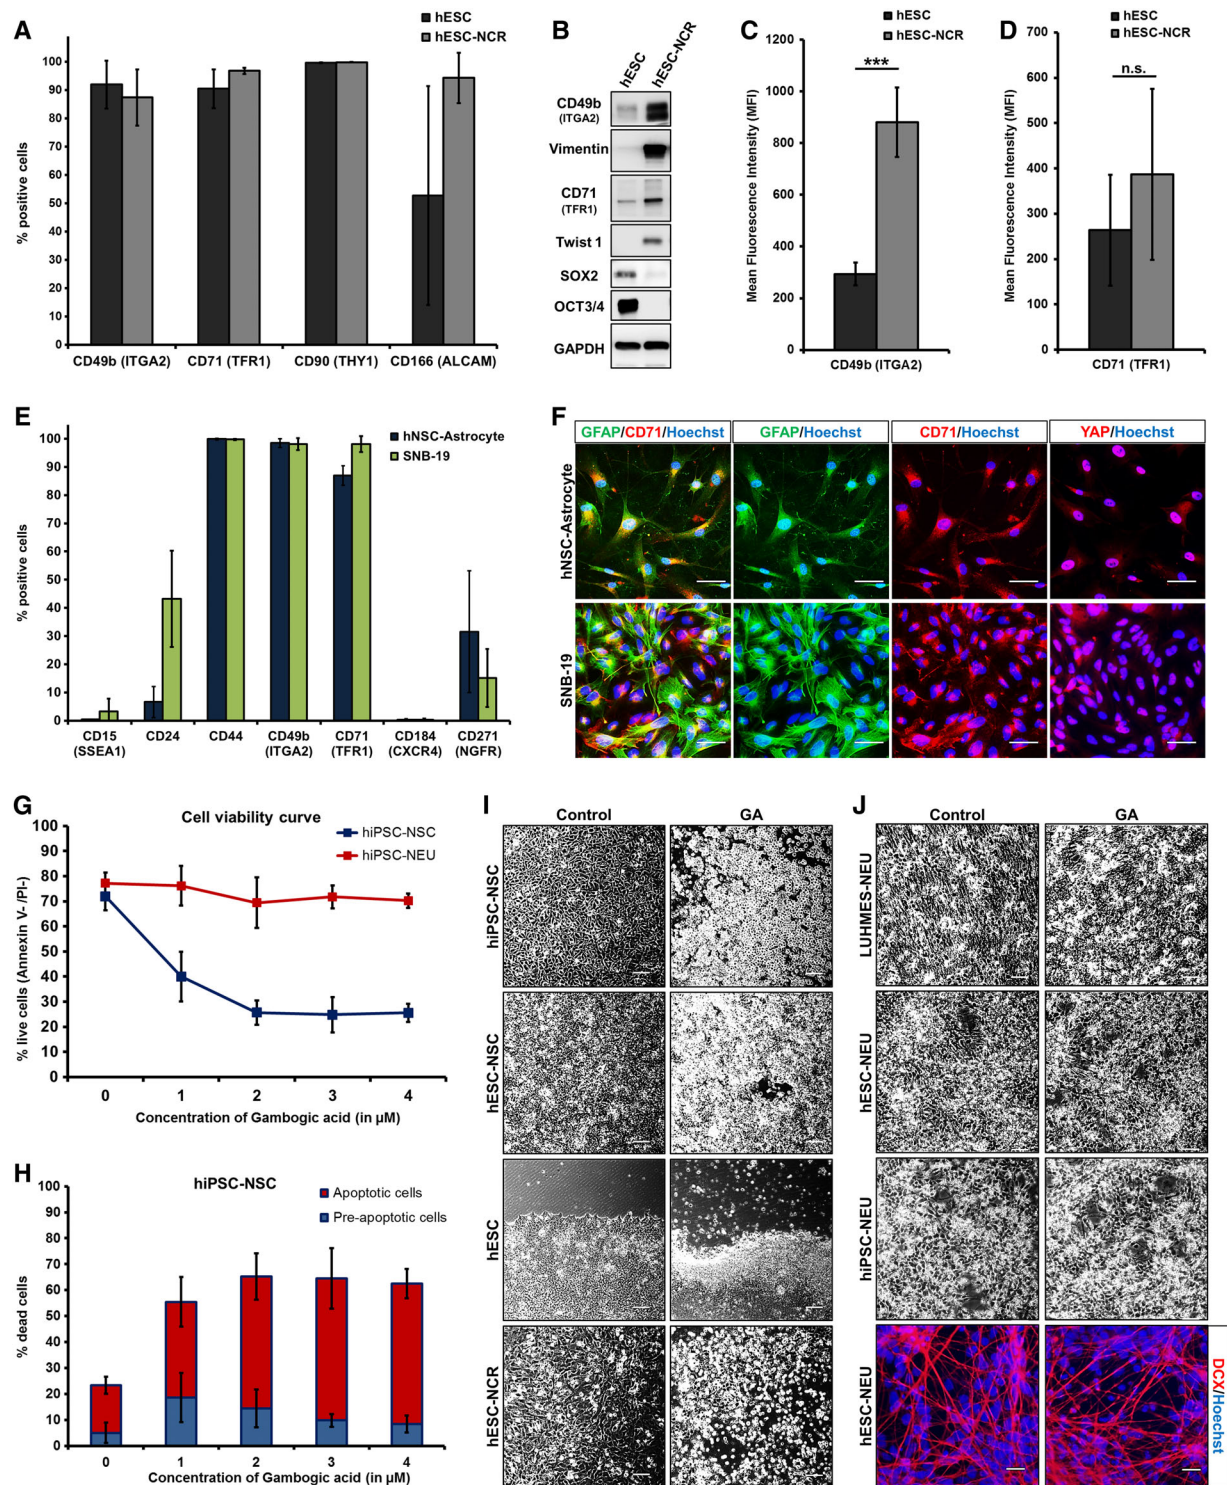 A
hESC
hESC-NCR
% positive cells
100
90
80
70
60
50
40
30
20
10
0
CD49b (ITGA2) CD71 (TFR1) CD90 (THY1) CD166 (ALCAM)
B
hESC
hESC-NCR
CD49b
(ITGA2)
Vimentin
CD71
(TFR1)
Twist 1
SOX2
OCT3/4
GAPDH
C
hESC
hESC-NCR
Mean Fluorescence Intensity (MFI)
1200
1000
800
600
400
200
0
***
CD49b (ITGA2)
D
hESC
hESC-NCR
Mean Fluorescence Intensity (MFI)
700
600
500
400
300
200
100
0
n.s.
CD71 (TFR1)
E
hNSC-Astrocyte
SNB-19
% positive cells
100
90
80
70
60
50
40
30
20
10
0
CD15 CD24 CD44 CD49b CD71 CD184 CD271
(SSEA1) (ITGA2) (TFR1) (CXCR4) (NGFR)
F
GFAP/CD71/Hoechst GFAP/Hoechst CD71/Hoechst YAP/Hoechst
hNSC-Astrocyte
SNB-19
G
Cell viability curve
hiPSC-NSC
hiPSC-NEU
% live cells (Annexin V- /PI-)
100
90
80
70
60
50
40
30
20
10
0
0 1 2 3 4
Concentration of Gambogic acid (in µM)
H
hiPSC-NSC
Apoptotic cells
Pre-apoptotic cells
% dead cells
100
90
80
70
60
50
40
30
20
10
0
0 1 2 3 4
Concentration of Gambogic acid (in µM)
I
Control GA
hiPSC-NSC
hESC-NSC
hESC
hESC-NCR
J
Control GA
LUHMES-NEU
hESC-NEU
hiPSC-NEU
hESC-NEU
DCX/Hoechst